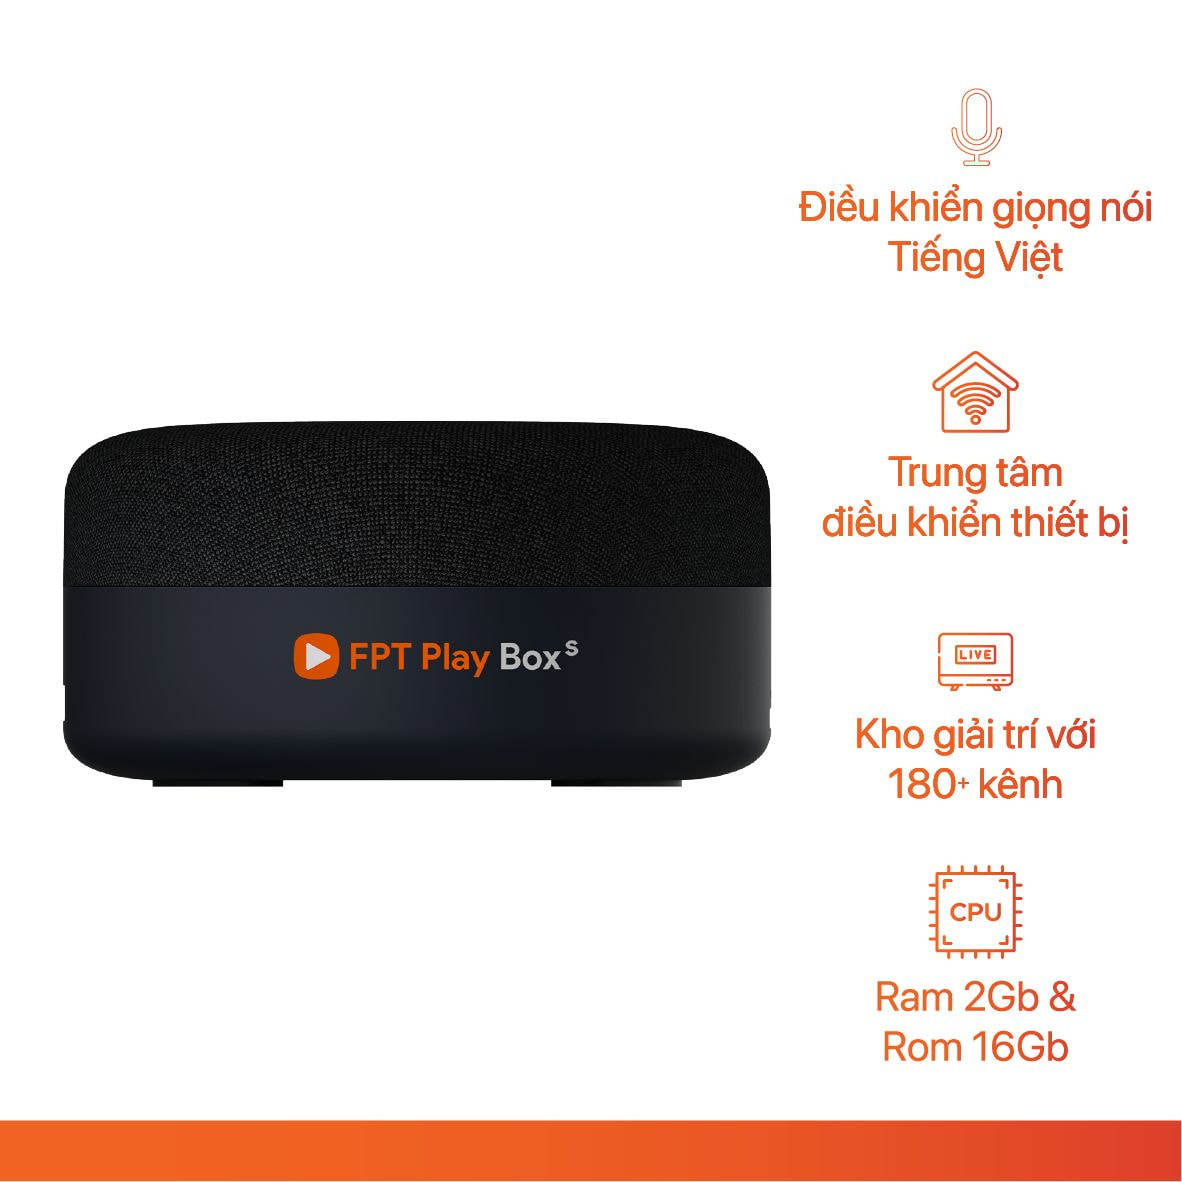 Điều khiển giọng nói
Tiếng Việt
Trung tâm
điều khiển thiết bị
FPT Play Box S
LIVE
Kho giải trí với
180+ kênh
CPU
Ram 2Gb &
Rom 16Gb